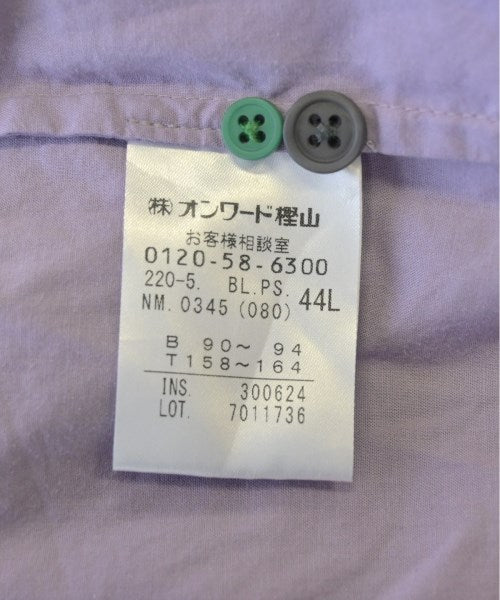 ㈱オンワード樫山
お客様相談室
0120-58-6300
220-5. BL.PS. 44L
NM. 0345 (080)
B 90～ 94
T158～164
INS. 300624
LOT. 7011736